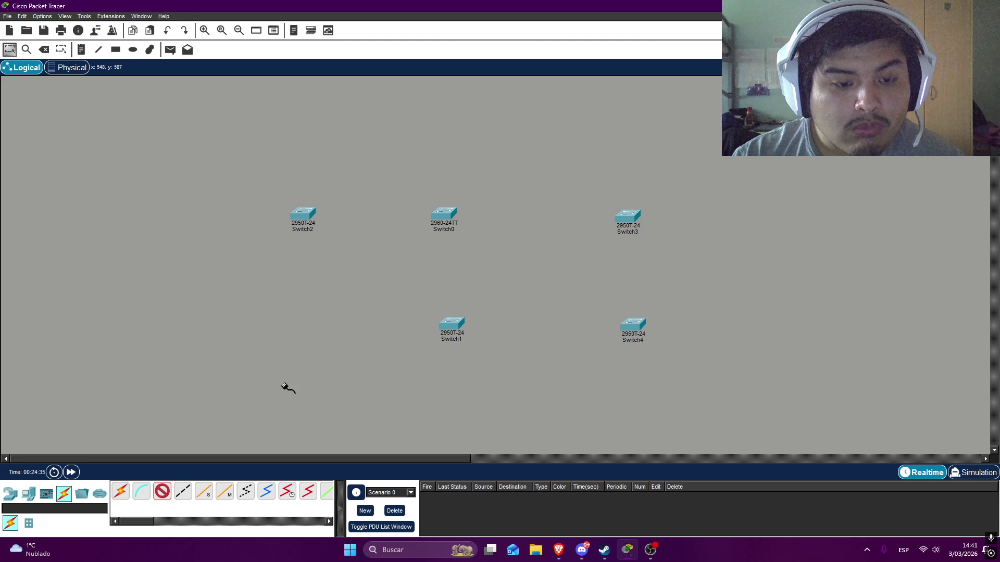 Cisco Packet Tracer
File Edit Options View Tools Extensions Window Help
R
Logical Physical x: 548, y: 587
2950T-24
Switch2
2960-24TT
Switch0
2950T-24
Switch3
2950T-24
Switch1
2950T-24
Switch4
Time: 00:24:35
Realtime Simulation
S M
Scenario 0
New Delete
Toggle PDU List Window
Fire Last Status Source Destination Type Color Time(sec) Periodic Num Edit Delete
1°C
Nublado
Buscar
9+
ESP
14:41
3/03/2026